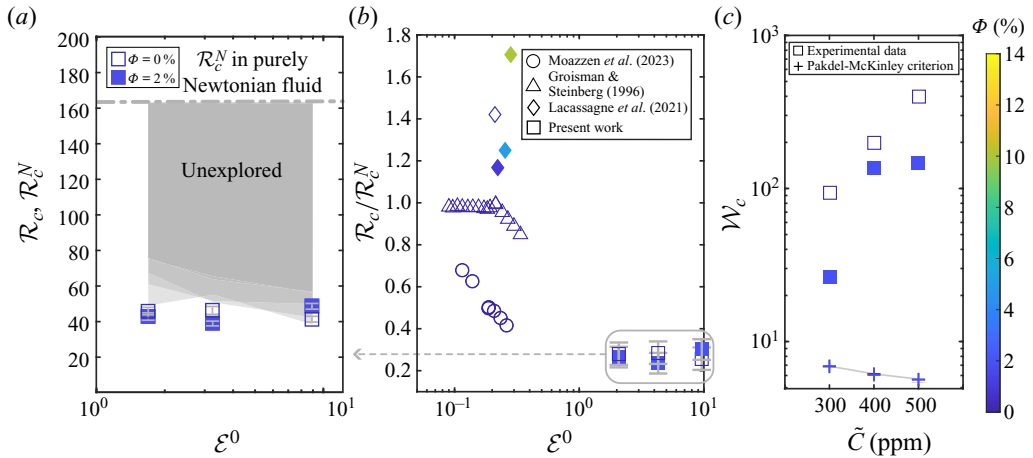 (a)
200
180
160
140
120
100
80
60
40
20
Φ = 0 %
Φ = 2 %
ℛ_c^N in purely
Newtonian fluid
Unexplored
ℛ_c, ℛ_c^N
10^0
10^1
ℰ^0
(b)
1.8
1.6
1.4
1.2
1.0
0.8
0.6
0.4
0.2
Moazzen et al. (2023)
Groisman &
Steinberg (1996)
Lacassagne et al. (2021)
Present work
ℛ_c/ℛ_c^N
10^−1
10^0
10^1
ℰ^0
(c)
10^3
10^2
10^1
Experimental data
Pakdel-McKinley criterion
𝒲_c
300
400
500
C̃ (ppm)
Φ (%)
14
12
10
8
6
4
2
0